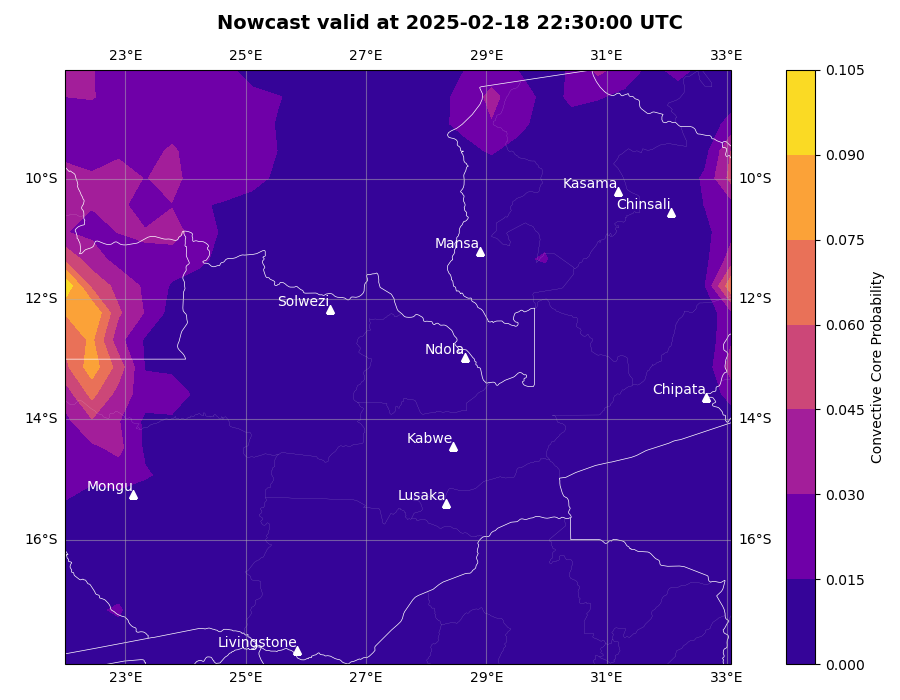 Nowcast valid at 2025-02-18 22:30:00 UTC
23°E 25°E 27°E 29°E 31°E 33°E
0.105
0.090
10°S 10°S
Kasama
Chinsali
Mansa
0.075
12°S 12°S
Solwezi
0.060
Ndola
Chipata
0.045
14°S 14°S
Kabwe
Mongu
Lusaka
0.030
16°S 16°S
0.015
Livingstone
0.000
23°E 25°E 27°E 29°E 31°E 33°E
Convective Core Probability